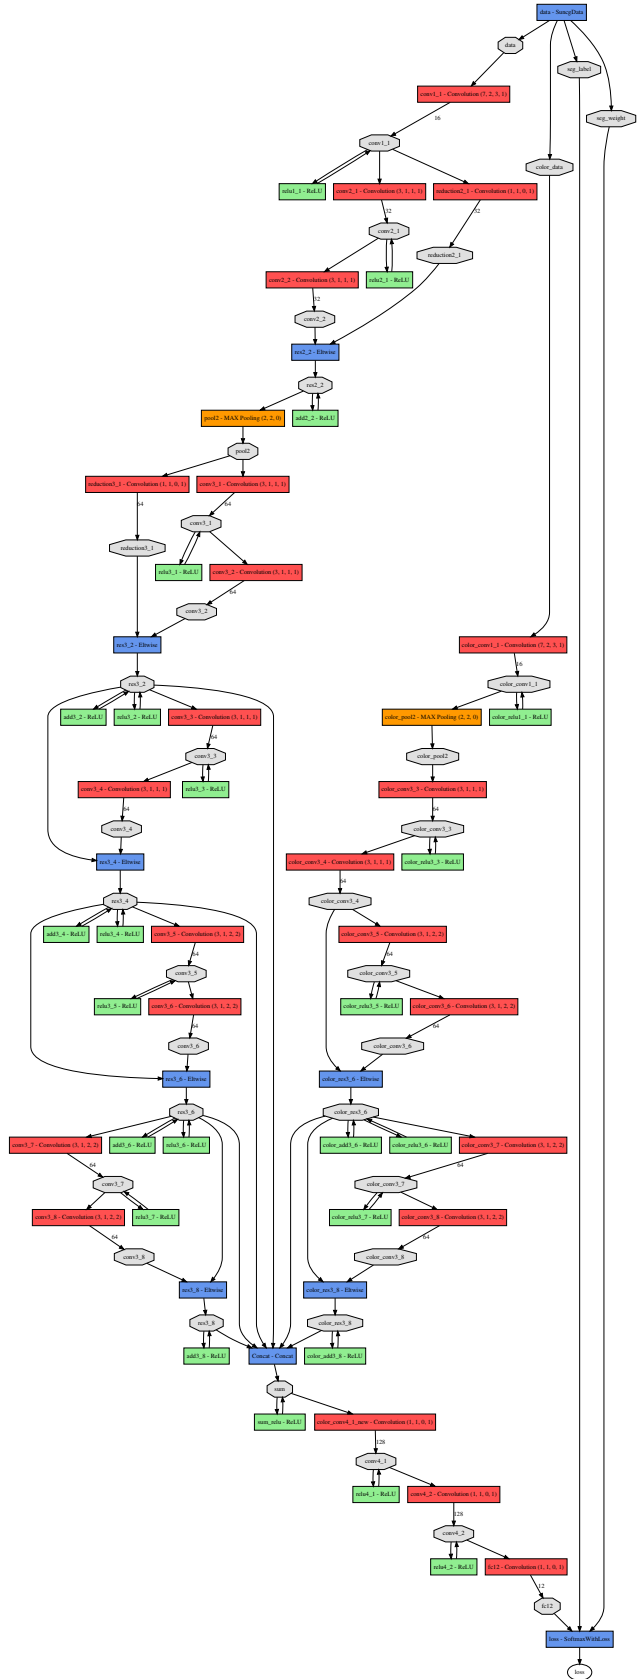 data - SuncgData
data
seg_label
conv1_1 - Convolution (7, 2, 3, 1)
seg_weight
16
conv1_1
color_data
relu1_1 - ReLU
conv2_1 - Convolution (3, 1, 1, 1)
reduction2_1 - Convolution (1, 1, 0, 1)
32
32
conv2_1
reduction2_1
conv2_2 - Convolution (3, 1, 1, 1)
relu2_1 - ReLU
32
conv2_2
res2_2 - Eltwise
res2_2
pool2 - MAX Pooling (2, 2, 0)
add2_2 - ReLU
pool2
reduction3_1 - Convolution (1, 1, 0, 1)
conv3_1 - Convolution (3, 1, 1, 1)
64
64
conv3_1
reduction3_1
relu3_1 - ReLU
conv3_2 - Convolution (3, 1, 1, 1)
64
conv3_2
res3_2 - Eltwise
color_conv1_1 - Convolution (7, 2, 3, 1)
16
res3_2
color_conv1_1
add3_2 - ReLU
relu3_2 - ReLU
conv3_3 - Convolution (3, 1, 1, 1)
color_pool2 - MAX Pooling (2, 2, 0)
color_relu1_1 - ReLU
64
conv3_3
color_pool2
conv3_4 - Convolution (3, 1, 1, 1)
relu3_3 - ReLU
color_conv3_3 - Convolution (3, 1, 1, 1)
64
64
conv3_4
color_conv3_3
res3_4 - Eltwise
color_conv3_4 - Convolution (3, 1, 1, 1)
color_relu3_3 - ReLU
64
res3_4
color_conv3_4
add3_4 - ReLU
relu3_4 - ReLU
conv3_5 - Convolution (3, 1, 2, 2)
color_conv3_5 - Convolution (3, 1, 2, 2)
64
64
conv3_5
color_conv3_5
relu3_5 - ReLU
conv3_6 - Convolution (3, 1, 2, 2)
color_relu3_5 - ReLU
color_conv3_6 - Convolution (3, 1, 2, 2)
64
64
conv3_6
color_conv3_6
res3_6 - Eltwise
color_res3_6 - Eltwise
res3_6
color_res3_6
conv3_7 - Convolution (3, 1, 2, 2)
add3_6 - ReLU
relu3_6 - ReLU
color_add3_6 - ReLU
color_relu3_6 - ReLU
color_conv3_7 - Convolution (3, 1, 2, 2)
64
64
conv3_7
color_conv3_7
conv3_8 - Convolution (3, 1, 2, 2)
relu3_7 - ReLU
color_relu3_7 - ReLU
color_conv3_8 - Convolution (3, 1, 2, 2)
64
64
conv3_8
color_conv3_8
res3_8 - Eltwise
color_res3_8 - Eltwise
res3_8
color_res3_8
add3_8 - ReLU
Concat - Concat
color_add3_8 - ReLU
sum
sum_relu - ReLU
color_conv4_1_new - Convolution (1, 1, 0, 1)
128
conv4_1
relu4_1 - ReLU
conv4_2 - Convolution (1, 1, 0, 1)
128
conv4_2
relu4_2 - ReLU
fc12 - Convolution (1, 1, 0, 1)
12
fc12
loss - SoftmaxWithLoss
loss